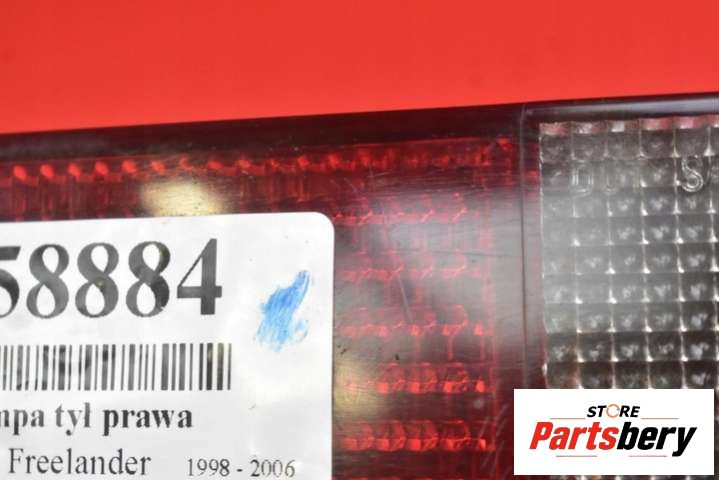 58884
mpa tył prawa
Freelander 1998 - 2006
STORE
Partsbery